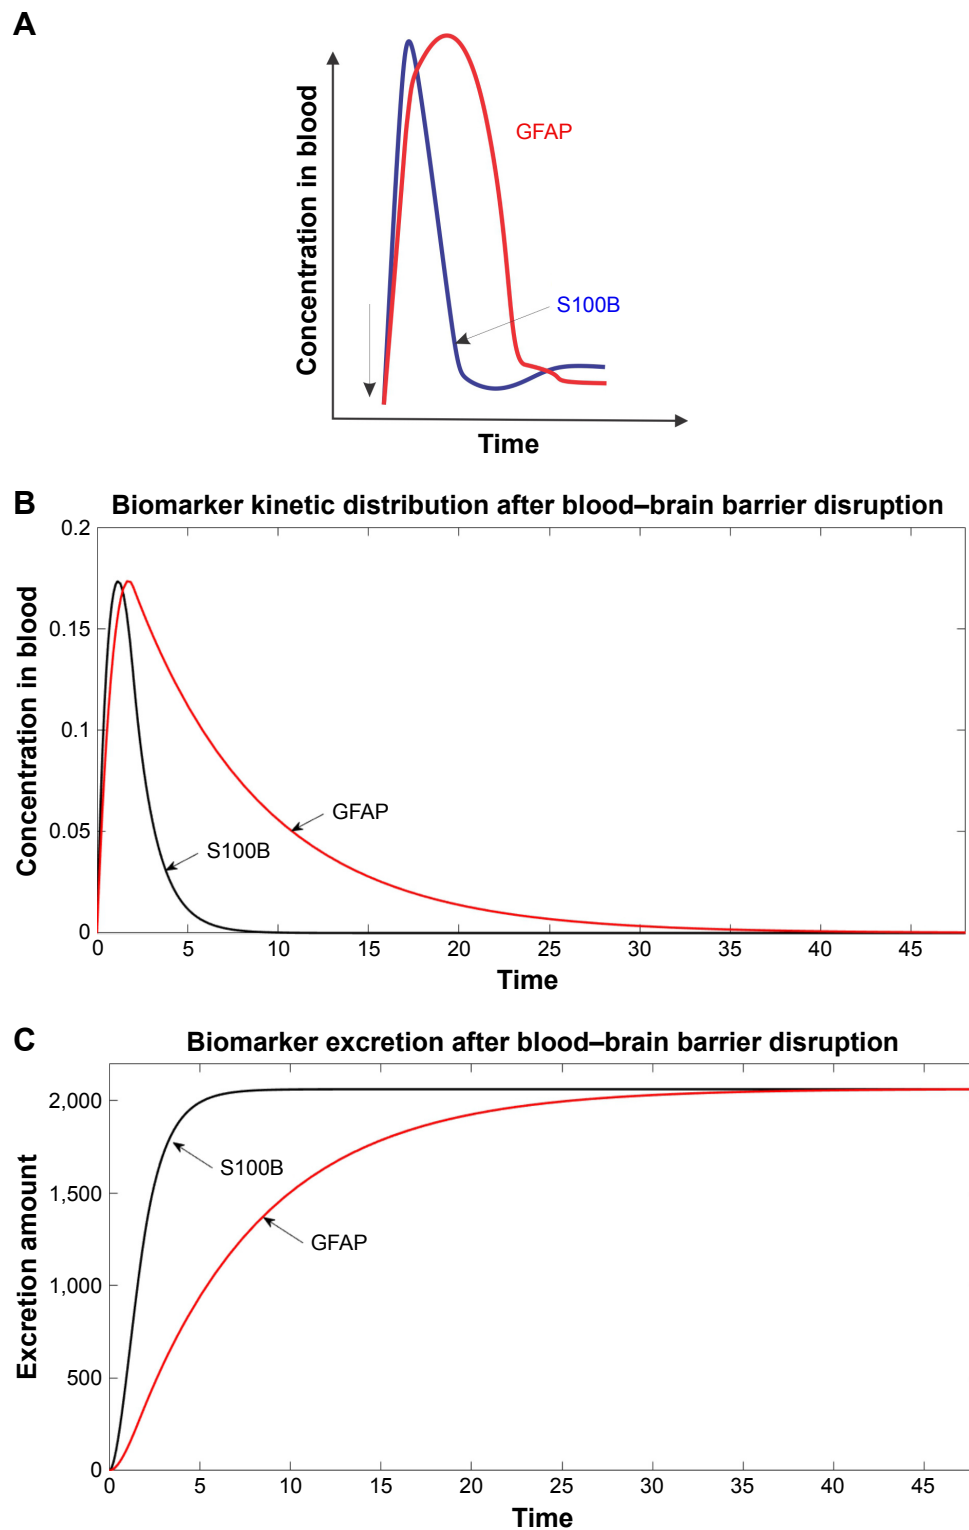 A
Concentration in blood
GFAP
S100B
Time
B
Biomarker kinetic distribution after blood–brain barrier disruption
Concentration in blood
0.2
0.15
0.1
0.05
0
GFAP
S100B
0 5 10 15 20 25 30 35 40 45
Time
C
Biomarker excretion after blood–brain barrier disruption
Excretion amount
2,000
1,500
1,000
500
0
S100B
GFAP
0 5 10 15 20 25 30 35 40 45
Time